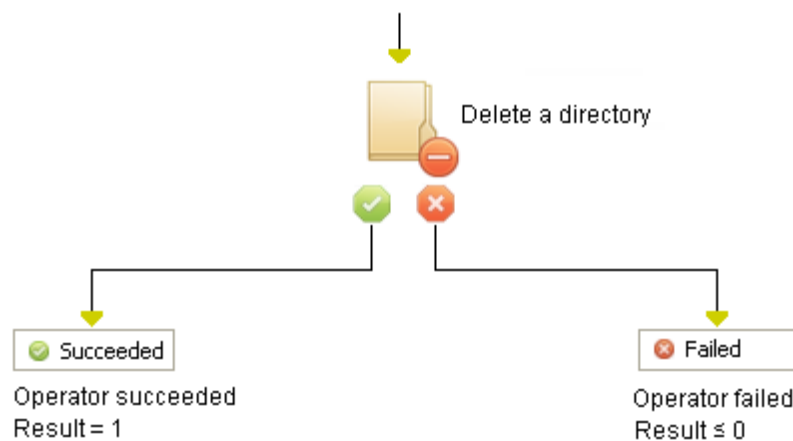 Delete a directory
Succeeded
Operator succeeded
Result = 1
Failed
Operator failed
Result ≤ 0